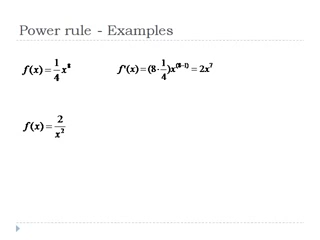 Power rule - Examples
f(x) = 1/4 x⁸ f'(x) = (8·1/4)x⁽⁸⁻¹⁾ = 2x⁷
f(x) = 2/x²